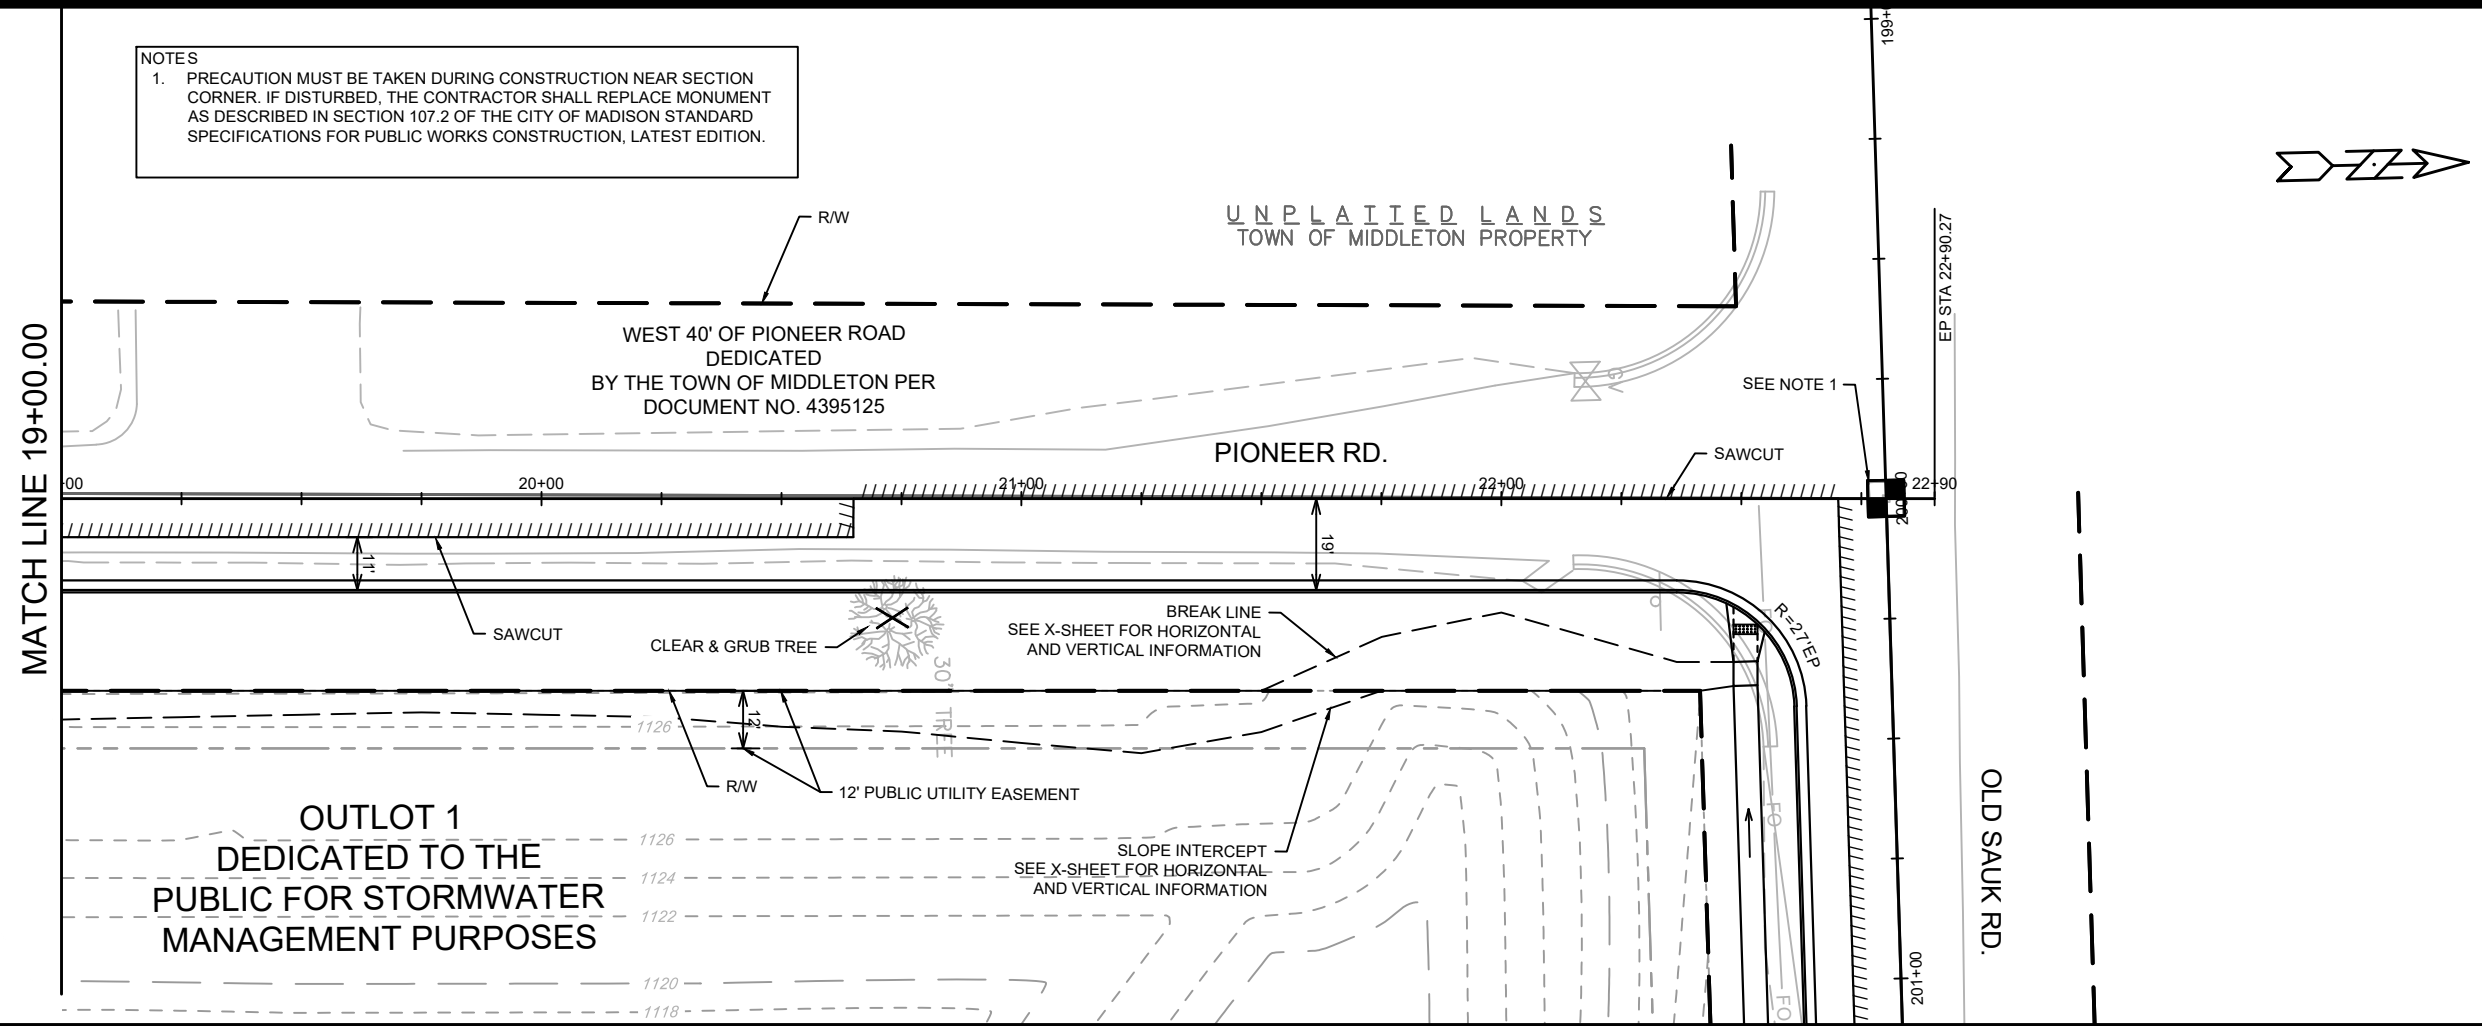 NOTES
1. PRECAUTION MUST BE TAKEN DURING CONSTRUCTION NEAR SECTION
CORNER. IF DISTURBED, THE CONTRACTOR SHALL REPLACE MONUMENT
AS DESCRIBED IN SECTION 107.2 OF THE CITY OF MADISON STANDARD
SPECIFICATIONS FOR PUBLIC WORKS CONSTRUCTION, LATEST EDITION.
R/W
UNPLATTED LANDS
TOWN OF MIDDLETON PROPERTY
EP STA 22+90.27
MATCH LINE 19+00.00
WEST 40' OF PIONEER ROAD
DEDICATED
BY THE TOWN OF MIDDLETON PER
DOCUMENT NO. 4395125
GV
SEE NOTE 1
PIONEER RD.
SAWCUT
20+00
21+00
22+00
22+90
11'
19'
SAWCUT
CLEAR & GRUB TREE
30" TREE
BREAK LINE
SEE X-SHEET FOR HORIZONTAL
AND VERTICAL INFORMATION
R=27'EP
12'
1126
R/W
12' PUBLIC UTILITY EASEMENT
OUTLOT 1
DEDICATED TO THE
PUBLIC FOR STORMWATER
MANAGEMENT PURPOSES
1126
1124
1122
1120
1118
SLOPE INTERCEPT
SEE X-SHEET FOR HORIZONTAL
AND VERTICAL INFORMATION
FO
FO
OLD SAUK RD.
201+00